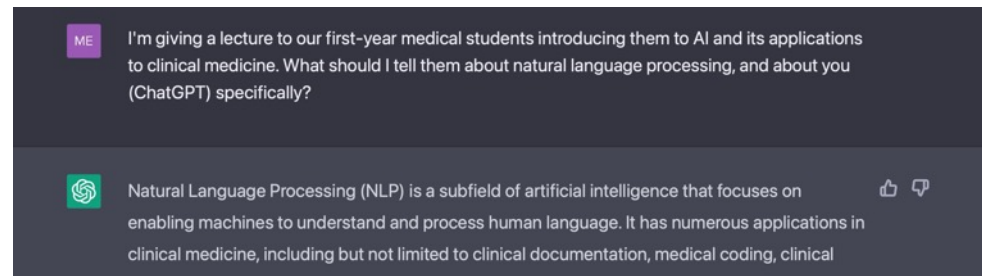 ME
I'm giving a lecture to our first-year medical students introducing them to AI and its applications
to clinical medicine. What should I tell them about natural language processing, and about you
(ChatGPT) specifically?
Natural Language Processing (NLP) is a subfield of artificial intelligence that focuses on
enabling machines to understand and process human language. It has numerous applications in
clinical medicine, including but not limited to clinical documentation, medical coding, clinical